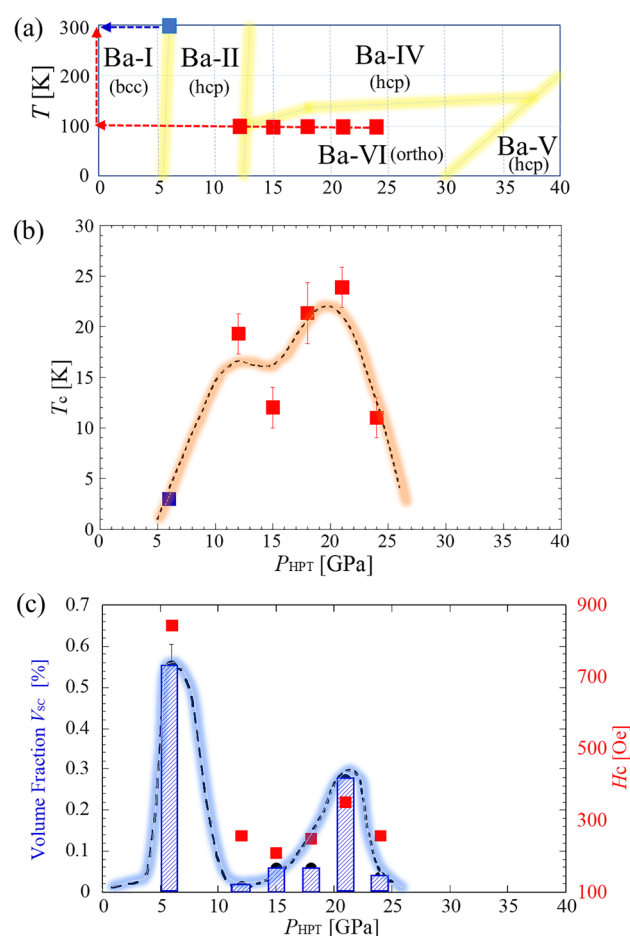 (a)
300
200
100
0
T [K]
Ba-I
(bcc)
Ba-II
(hcp)
Ba-IV
(hcp)
Ba-VI (ortho)
Ba-V
(hcp)
0 5 10 15 20 25 30 35 40
(b)
30
25
20
15
10
5
0
Tc [K]
0 5 10 15 20 25 30 35 40
PHPT [GPa]
(c)
0.7
0.6
0.5
0.3
0.2
0.1
0
Volume Fraction Vsc [%]
900
700
500
300
100
Hc [Oe]
0 5 10 15 20 25 30 35 40
PHPT [GPa]